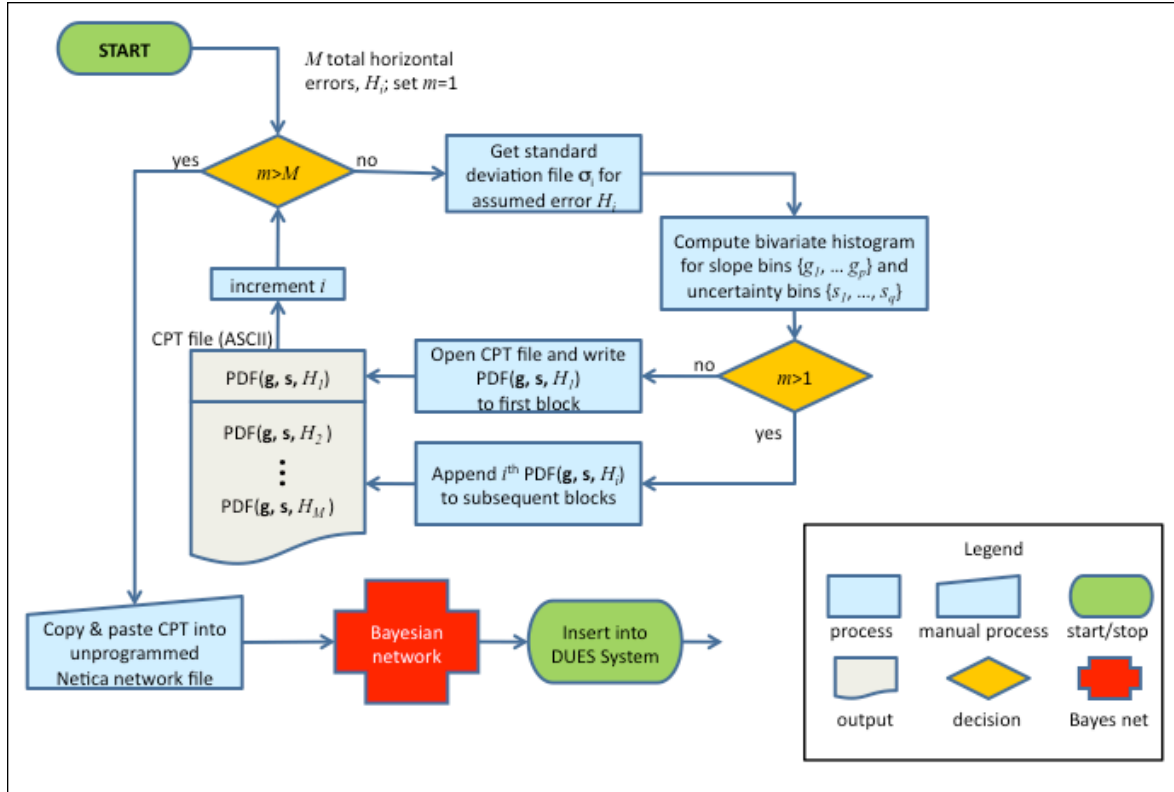 START
M total horizontal
errors, Hi; set m=1
yes
m>M
no
Get standard
deviation file σi for
assumed error Hi
Compute bivariate histogram
for slope bins {g1, ... gp} and
uncertainty bins {s1, ..., sq}
increment i
CPT file (ASCII)
PDF(g, s, H1)
Open CPT file and write
PDF(g, s, H1)
to first block
no
m>1
yes
PDF(g, s, H2)
⋮
PDF(g, s, HM)
Append ith PDF(g, s, Hi)
to subsequent blocks
Copy & paste CPT into
unprogrammed
Netica network file
Bayesian
network
Insert into
DUES System
Legend
process
manual process
start/stop
output
decision
Bayes net